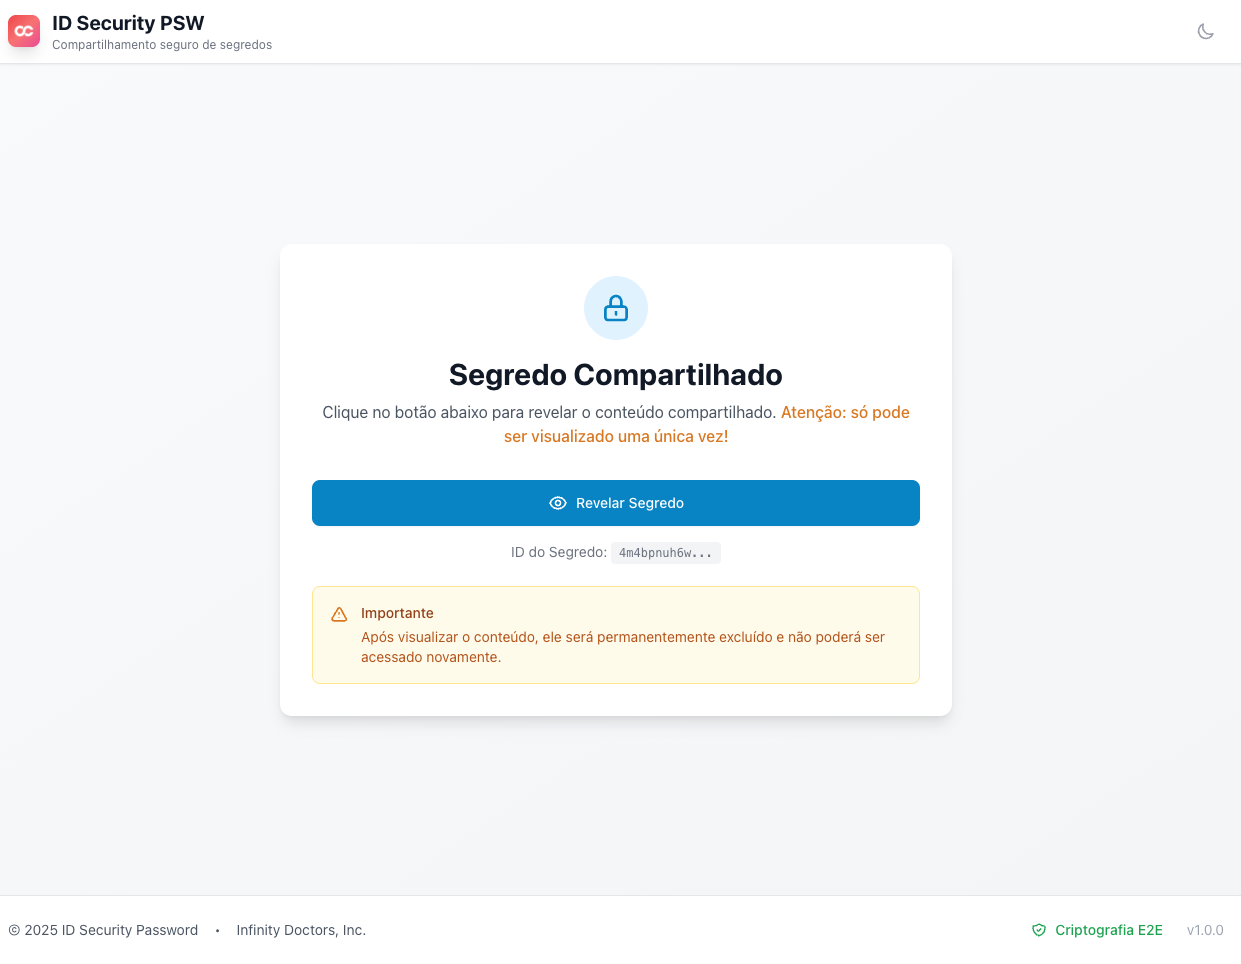 ID Security PSW
Compartilhamento seguro de segredos
Segredo Compartilhado
Clique no botão abaixo para revelar o conteúdo compartilhado. Atenção: só pode
ser visualizado uma única vez!
Revelar Segredo
ID do Segredo: 4m4bpnuh6w...
Importante
Após visualizar o conteúdo, ele será permanentemente excluído e não poderá ser
acessado novamente.
© 2025 ID Security Password • Infinity Doctors, Inc. Criptografia E2E v1.0.0